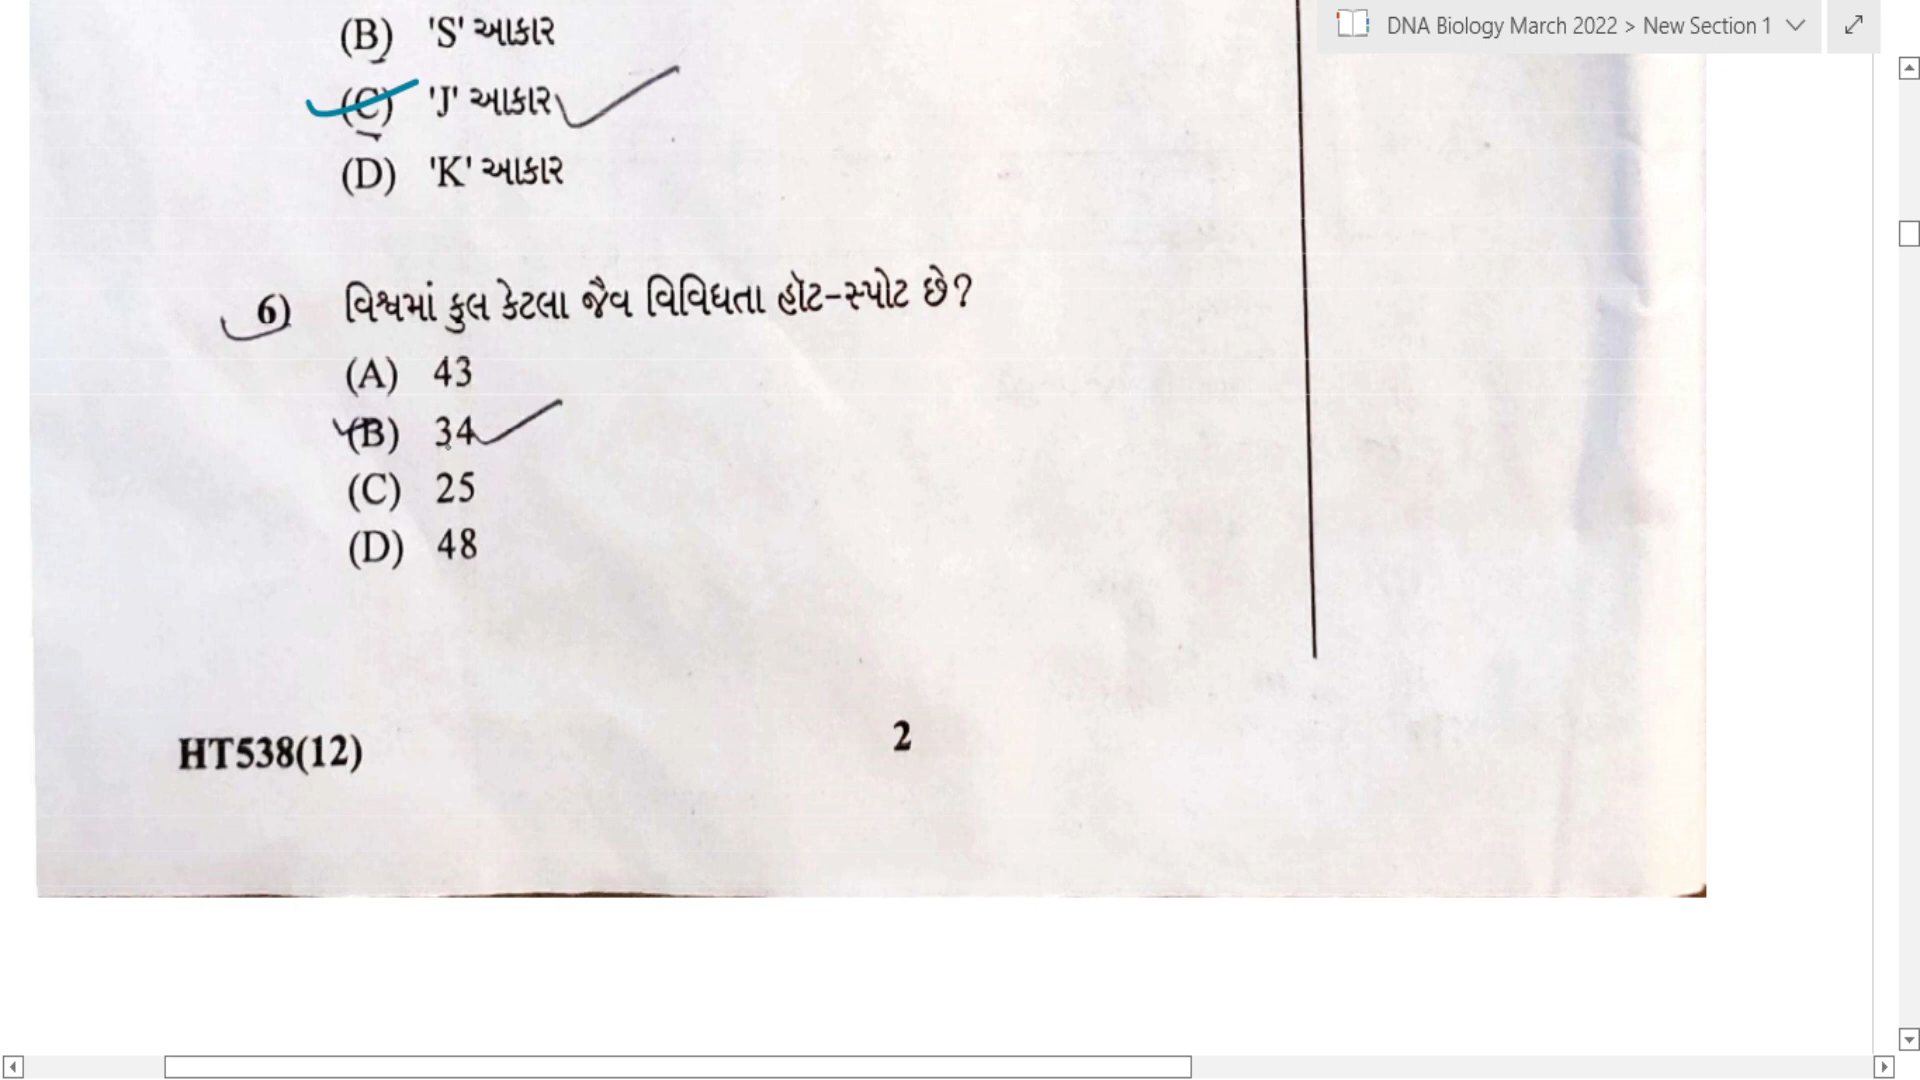 DNA Biology March 2022 > New Section 1
(B) 'S' આકાર
(C) 'J' આકાર
(D) 'K' આકાર
6) વિશ્વમાં કુલ કેટલા જૈવ વિવિધતા હૉટ-સ્પોટ છે?
(A) 43
(B) 34
(C) 25
(D) 48
HT538(12)
2